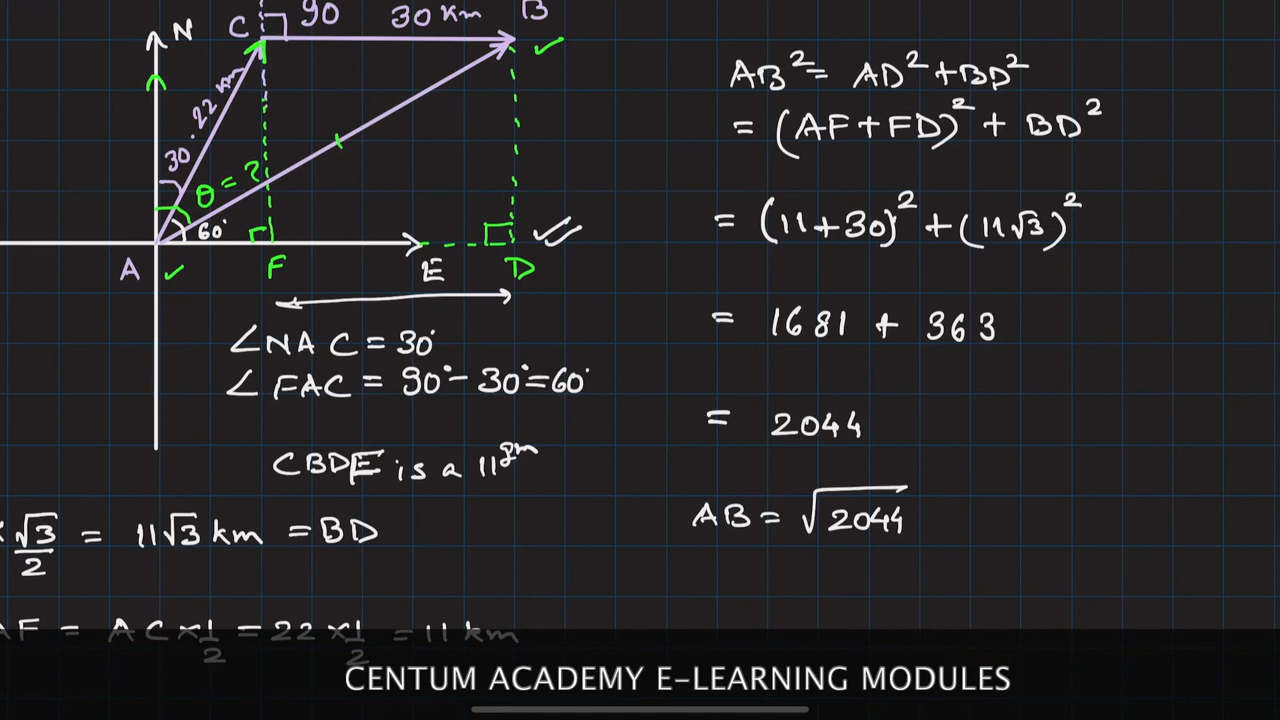 N
C 90 30 Km B
30° 22 km
θ = ?
60°
A F E D
∠NAC = 30°
∠FAC = 90° - 30° = 60°
CBDE is a 11gm
× √3/2 = 11√3 km = BD
AF = AC × 1/2 = 22 × 1/2 = 11 km
AB² = AD² + BD²
= (AF + FD)² + BD²
= (11 + 30)² + (11√3)²
= 1681 + 363
= 2044
AB = √2044
CENTUM ACADEMY E-LEARNING MODULES